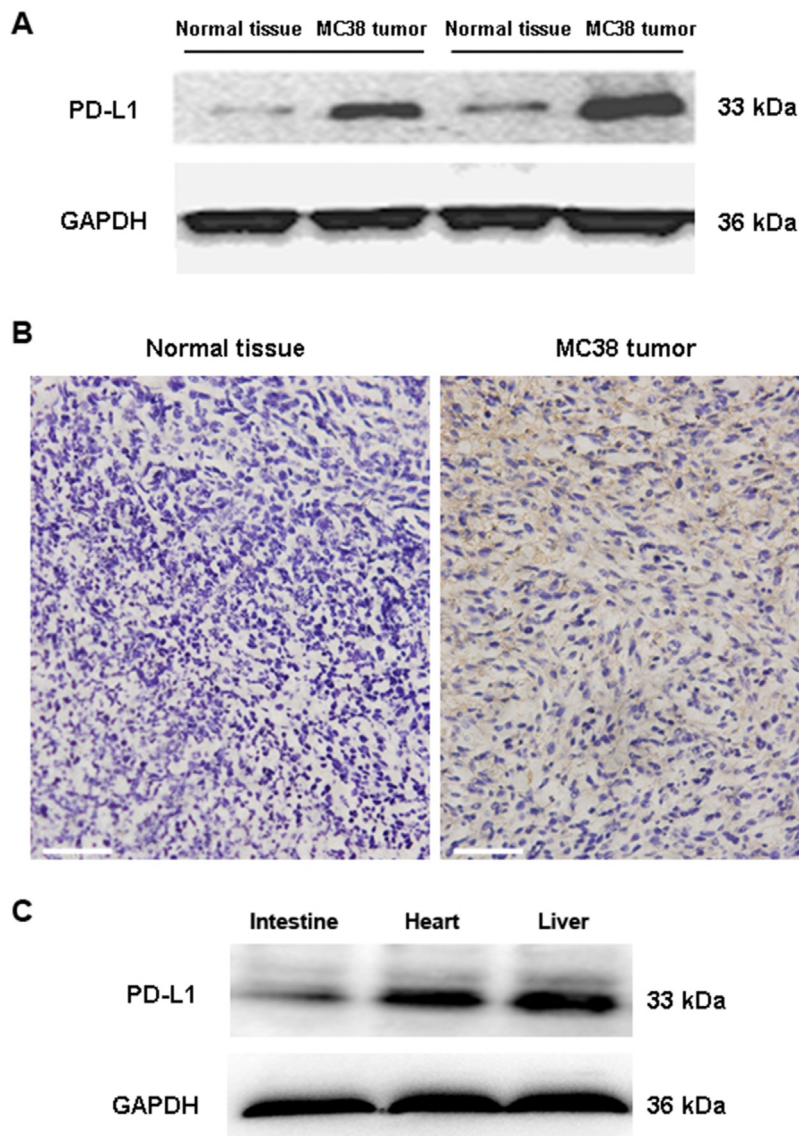 A
Normal tissue MC38 tumor Normal tissue MC38 tumor
PD-L1 33 kDa
GAPDH 36 kDa
B
Normal tissue MC38 tumor
C
Intestine Heart Liver
PD-L1 33 kDa
GAPDH 36 kDa